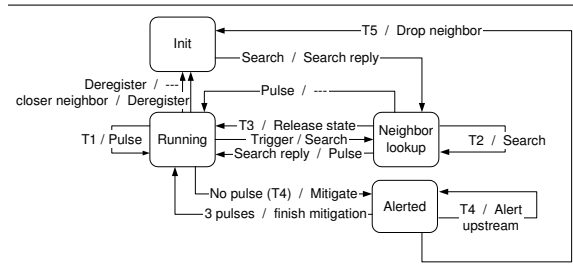 T5 / Drop neighbor
Init
Search / Search reply
Deregister / ---
closer neighbor / Deregister
Pulse / ---
T3 / Release state
T1 / Pulse
Running
Trigger / Search
Neighbor
lookup
T2 / Search
Search reply / Pulse
No pulse (T4) / Mitigate
Alerted
T4 / Alert
upstream
3 pulses / finish mitigation